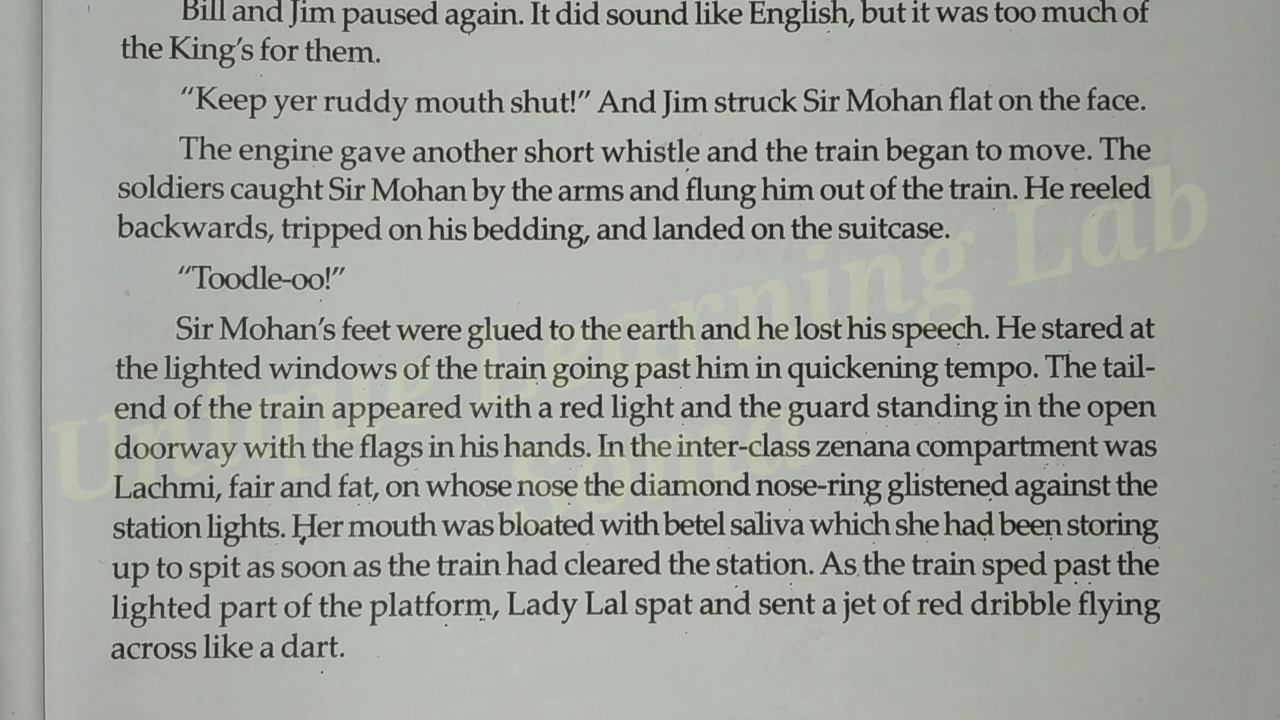 Bill and Jim paused again. It did sound like English, but it was too much of
the King's for them.
"Keep yer ruddy mouth shut!" And Jim struck Sir Mohan flat on the face.
The engine gave another short whistle and the train began to move. The
soldiers caught Sir Mohan by the arms and flung him out of the train. He reeled
backwards, tripped on his bedding, and landed on the suitcase.
"Toodle-oo!"
Sir Mohan's feet were glued to the earth and he lost his speech. He stared at
the lighted windows of the train going past him in quickening tempo. The tail-
end of the train appeared with a red light and the guard standing in the open
doorway with the flags in his hands. In the inter-class zenana compartment was
Lachmi, fair and fat, on whose nose the diamond nose-ring glistened against the
station lights. Her mouth was bloated with betel saliva which she had been storing
up to spit as soon as the train had cleared the station. As the train sped past the
lighted part of the platform, Lady Lal spat and sent a jet of red dribble flying
across like a dart.
Unique Learning Lab